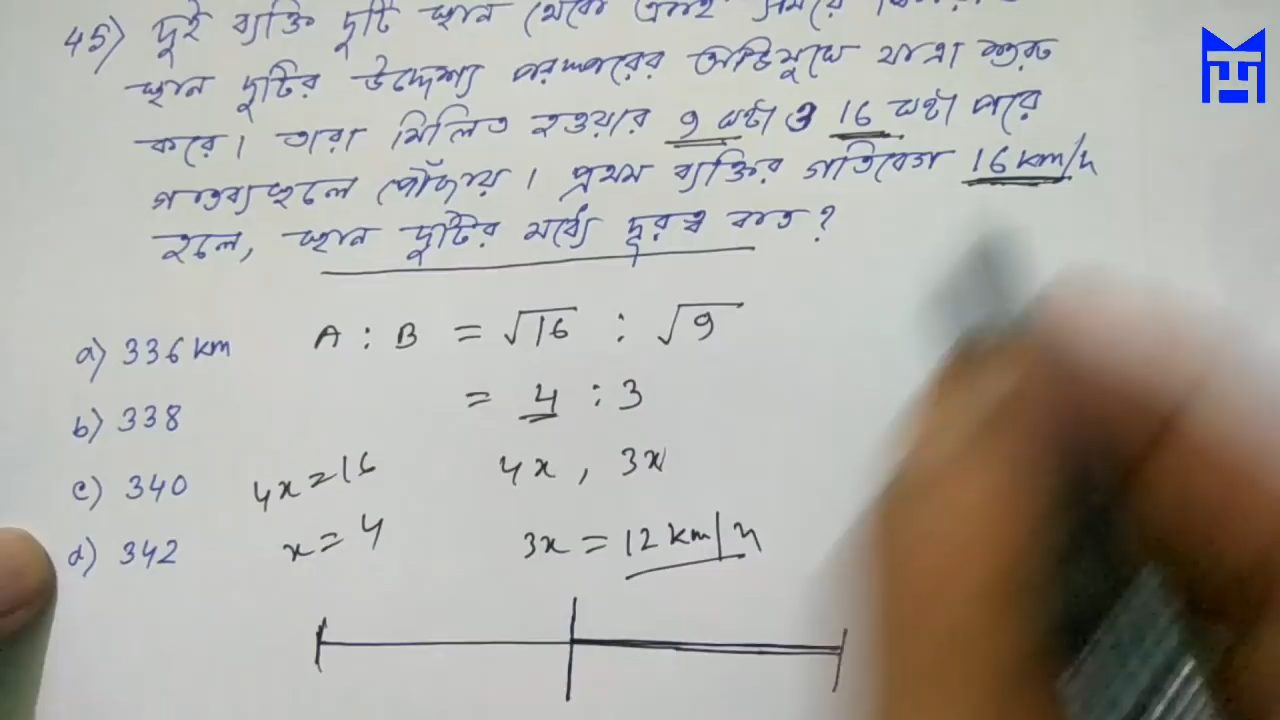 45) দুই ব্যক্তি দুটি স্থান থেকে একই সময়ে
স্থান দুটির উদ্দেশ্য পরস্পরের অভিমুখে যাত্রা শুরু
করে। তারা মিলিত হওয়ার 9 ঘন্টা ও 16 ঘন্টা পরে
গন্তব্যস্থলে পৌঁছায়। প্রথম ব্যক্তির গতিবেগ 16 km/h
হলে, স্থান দুটির মধ্যে দূরত্ব কত?
A : B = √16 : √9
a) 336 km
= 4 : 3
b) 338
4x = 16
4x , 3x
c) 340
x = 4
3x = 12 km/h
d) 342